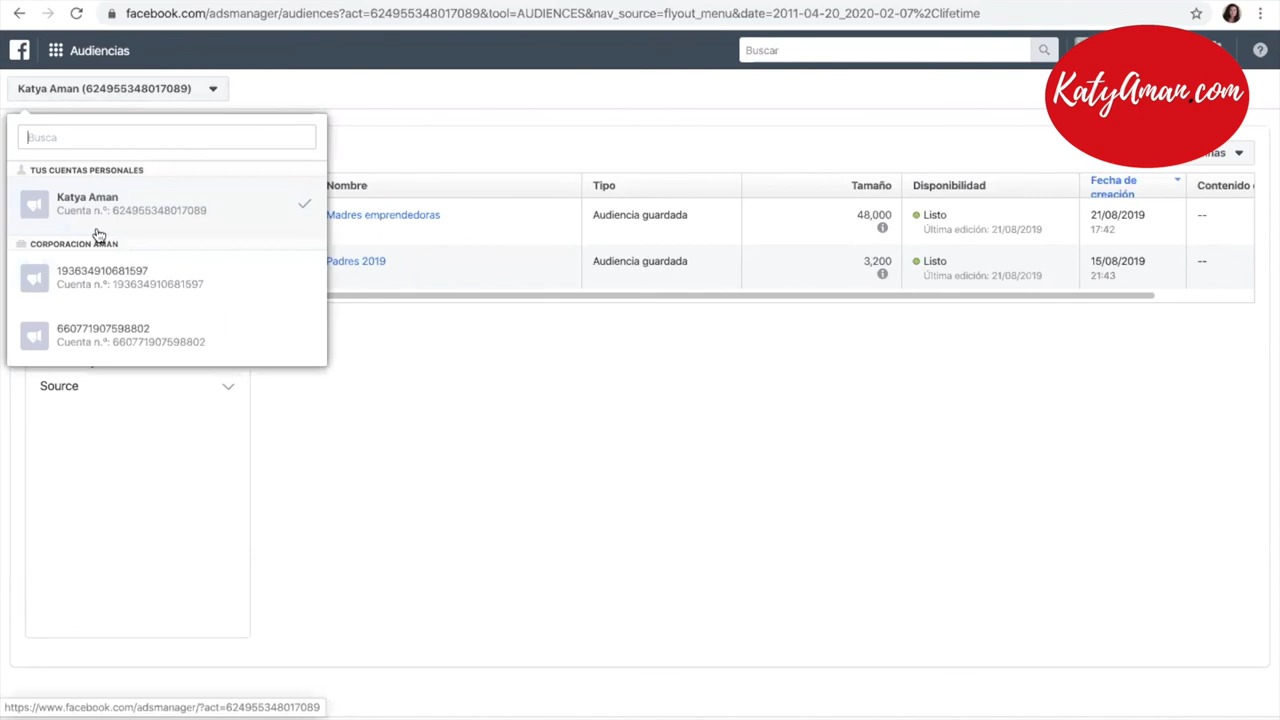 facebook.com/adsmanager/audiences?act=624955348017089&tool=AUDIENCES&nav_source=flyout_menu&date=2011-04-20_2020-02-07%2Clifetime
Audiencias
Buscar
KatyAman.com
Katya Aman (624955348017089)
Busca
TUS CUENTAS PERSONALES
Katya Aman
Cuenta n.º: 624955348017089
CORPORACION AMAN
193634910681597
Cuenta n.º: 193634910681597
660771907598802
Cuenta n.º: 660771907598802
Nombre Tipo Tamaño Disponibilidad Fecha de creación Contenido
Madres emprendedoras Audiencia guardada 48,000 Listo 21/08/2019 --
Última edición: 21/08/2019 17:42
Padres 2019 Audiencia guardada 3,200 Listo 15/08/2019 --
Última edición: 21/08/2019 21:43
Source
https://www.facebook.com/adsmanager/?act=624955348017089